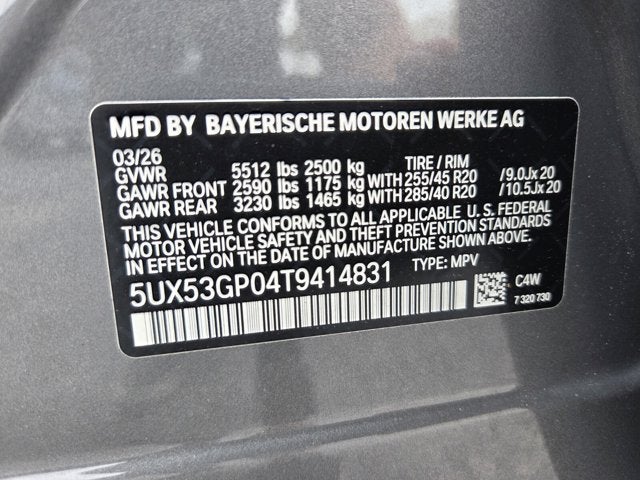 MFD BY BAYERISCHE MOTOREN WERKE AG
03/26
GVWR 5512 lbs 2500 kg TIRE / RIM
GAWR FRONT 2590 lbs 1175 kg WITH 255/45 R20 /9.0Jx20
GAWR REAR 3230 lbs 1465 kg WITH 285/40 R20 /10.5Jx20
THIS VEHICLE CONFORMS TO ALL APPLICABLE U.S. FEDERAL
MOTOR VEHICLE SAFETY AND THEFT PREVENTION STANDARDS
IN EFFECT ON THE DATE OF MANUFACTURE SHOWN ABOVE.
5UX53GP04T9414831 TYPE: MPV
C4W
7 320 730